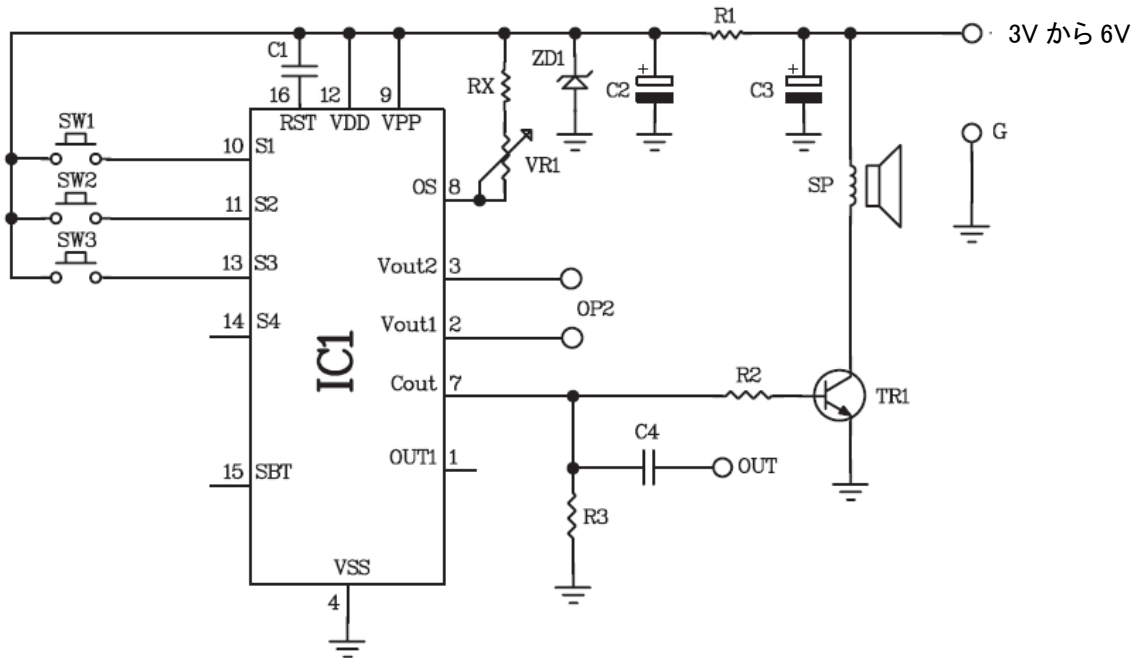 R1
3V から 6V
C1
ZD1
RX
C2
C3
16
12
9
RST
VDD
VPP
SW1
10
S1
VR1
G
OS
8
SP
SW2
11
S2
SW3
13
S3
Vout2
3
OP2
14
S4
Vout1
2
IC1
Cout
7
R2
TR1
C4
15
SBT
OUT1
1
OUT
R3
VSS
4